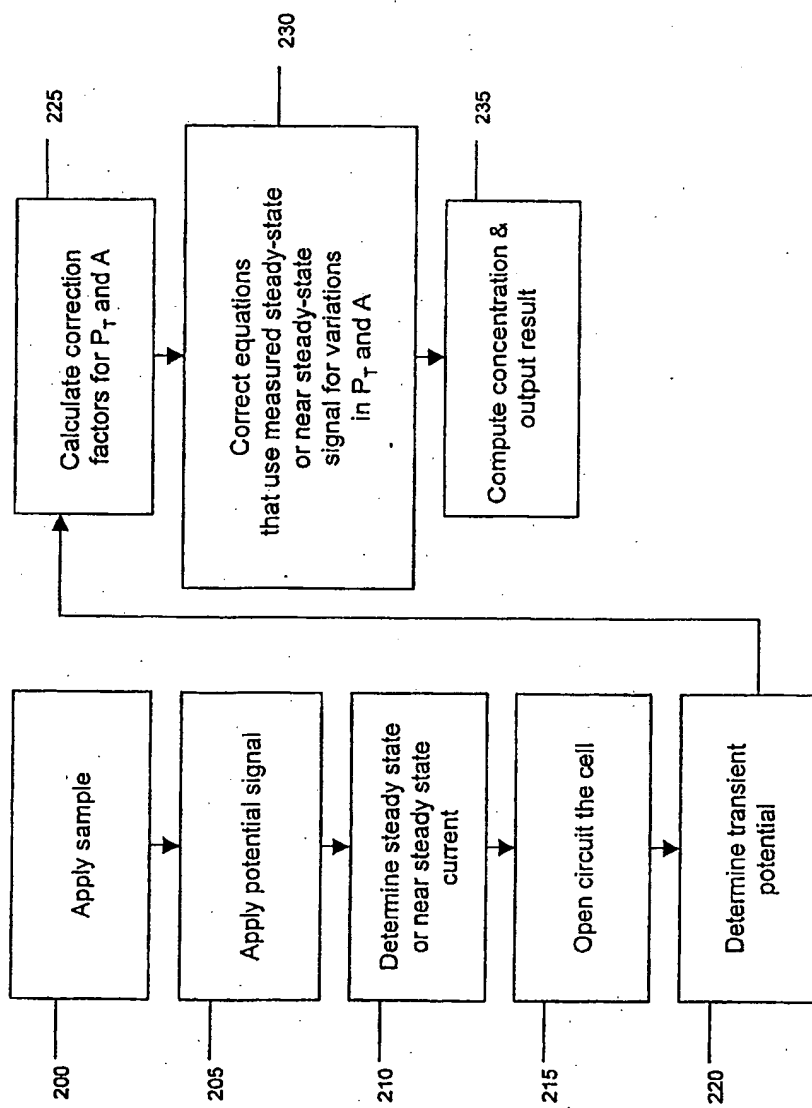 200
Apply sample
205
Apply potential signal
210
Determine steady state
or near steady state
current
215
Open circuit the cell
220
Determine transient
potential
225
Calculate correction
factors for P_T and A
230
Correct equations
that use measured steady-state
or near steady-state
signal for variations
in P_T and A
235
Compute concentration &
output result